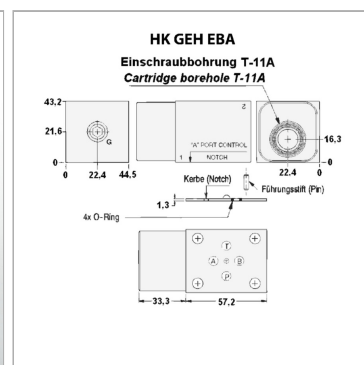 HK GEH EBA
Einschraubbohrung T-11A
Cartridge borehole T-11A
43,2
21,6
0
G
0 22,4 44,5
2
"A" PORT CONTROL
1 NOTCH
16,3
0
22,4 0
Kerbe (Notch)
Führungsstift (Pin)
1,3
4x O-Ring
T
A B
P
33,3 57,2